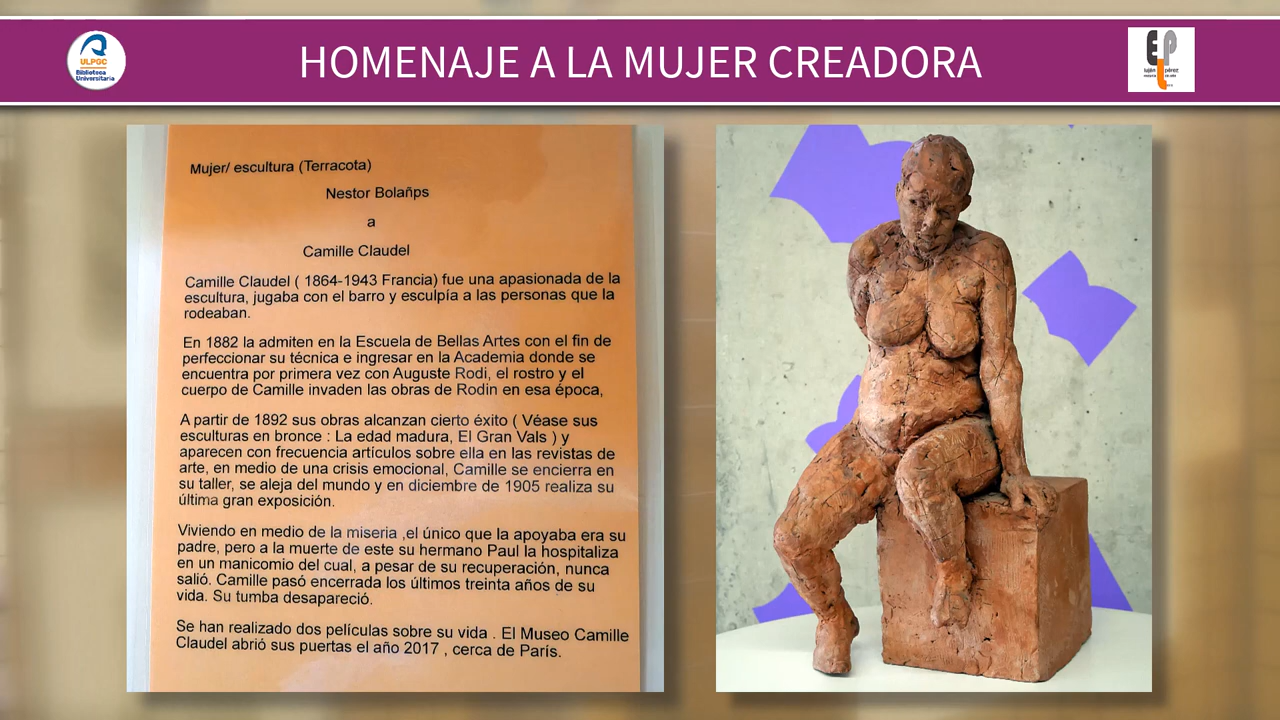 HOMENAJE A LA MUJER CREADORA
ULPGC
Biblioteca
Universitaria
luján pérez
Mujer/ escultura (Terracota)
Nestor Bolañps
a
Camille Claudel
Camille Claudel ( 1864-1943 Francia) fue una apasionada de la
escultura, jugaba con el barro y esculpía a las personas que la
rodeaban.
En 1882 la admiten en la Escuela de Bellas Artes con el fin de
perfeccionar su técnica e ingresar en la Academia donde se
encuentra por primera vez con Auguste Rodi, el rostro y el
cuerpo de Camille invaden las obras de Rodin en esa época,
A partir de 1892 sus obras alcanzan cierto éxito ( Véase sus
esculturas en bronce : La edad madura, El Gran Vals ) y
aparecen con frecuencia artículos sobre ella en las revistas de
arte, en medio de una crisis emocional, Camille se encierra en
su taller, se aleja del mundo y en diciembre de 1905 realiza su
última gran exposición.
Viviendo en medio de la miseria ,el único que la apoyaba era su
padre, pero a la muerte de este su hermano Paul la hospitaliza
en un manicomio del cual, a pesar de su recuperación, nunca
salió. Camille pasó encerrada los últimos treinta años de su
vida. Su tumba desapareció.
Se han realizado dos películas sobre su vida . El Museo Camille
Claudel abrió sus puertas el año 2017 , cerca de París.